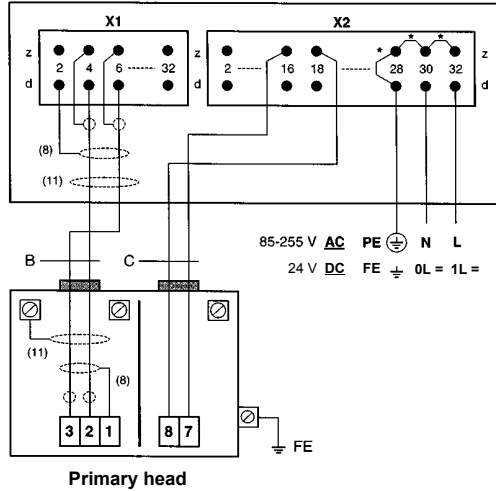 X1 X2
* * *
z z z
2 4 6 32 2 16 18 28 30 32
d d d
(8)
(11)
85-255 V AC PE N L
24 V DC FE 0L = 1L =
B C
(11)
(8)
3 2 1 8 7
FE
Primary head